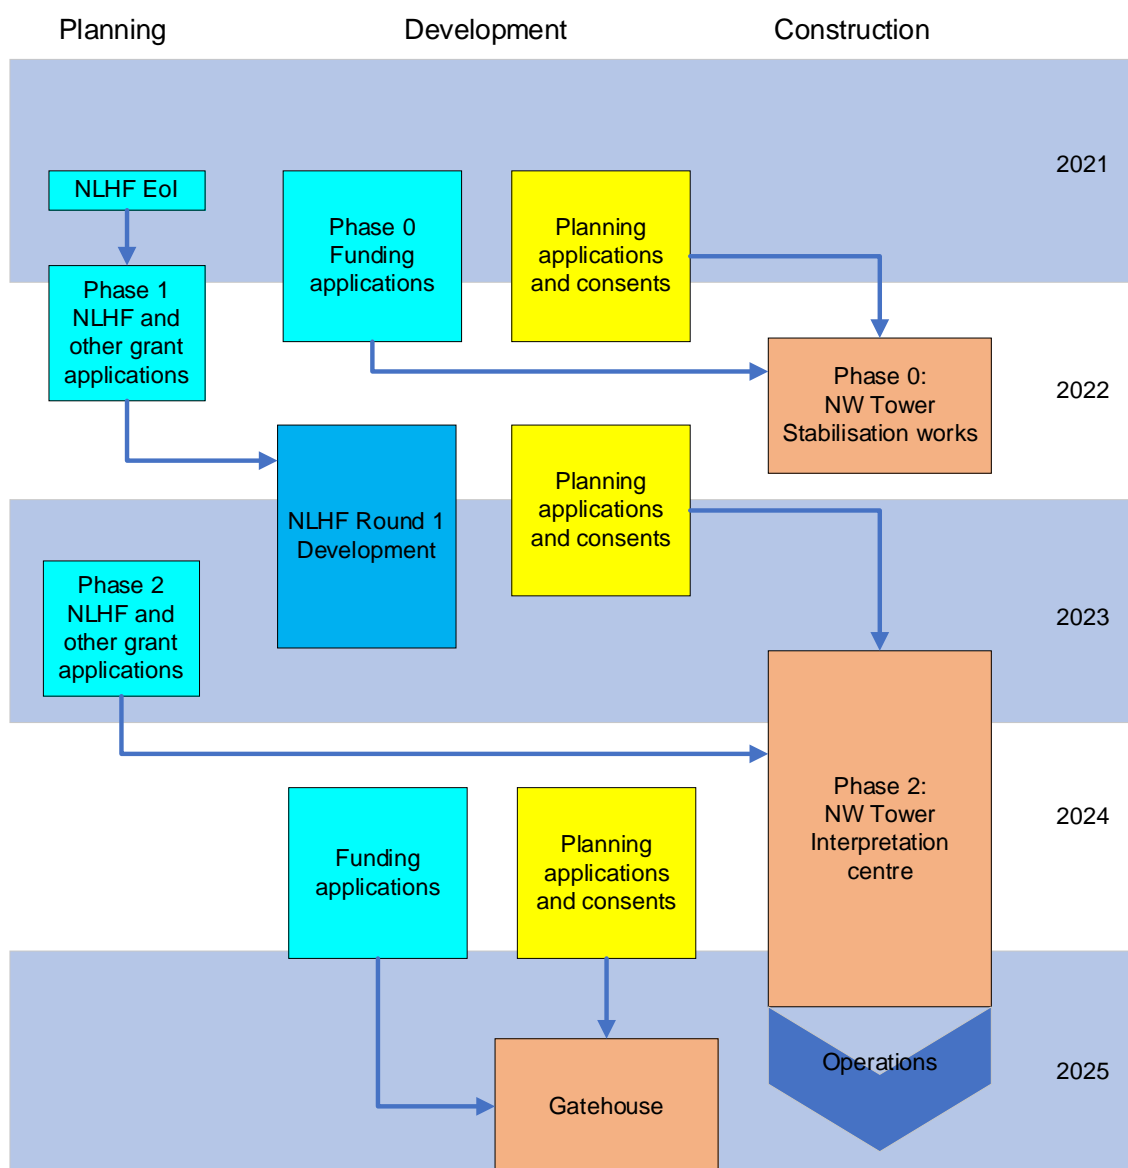 Planning
Development
Construction
2021
NLHF EoI
Phase 0
Funding
applications
Planning
applications
and consents
Phase 1
NLHF and
other grant
applications
Phase 0:
NW Tower
Stabilisation works
2022
NLHF Round 1
Development
Planning
applications
and consents
Phase 2
NLHF and
other grant
applications
2023
Phase 2:
NW Tower
Interpretation
centre
2024
Funding
applications
Planning
applications
and consents
Operations
2025
Gatehouse